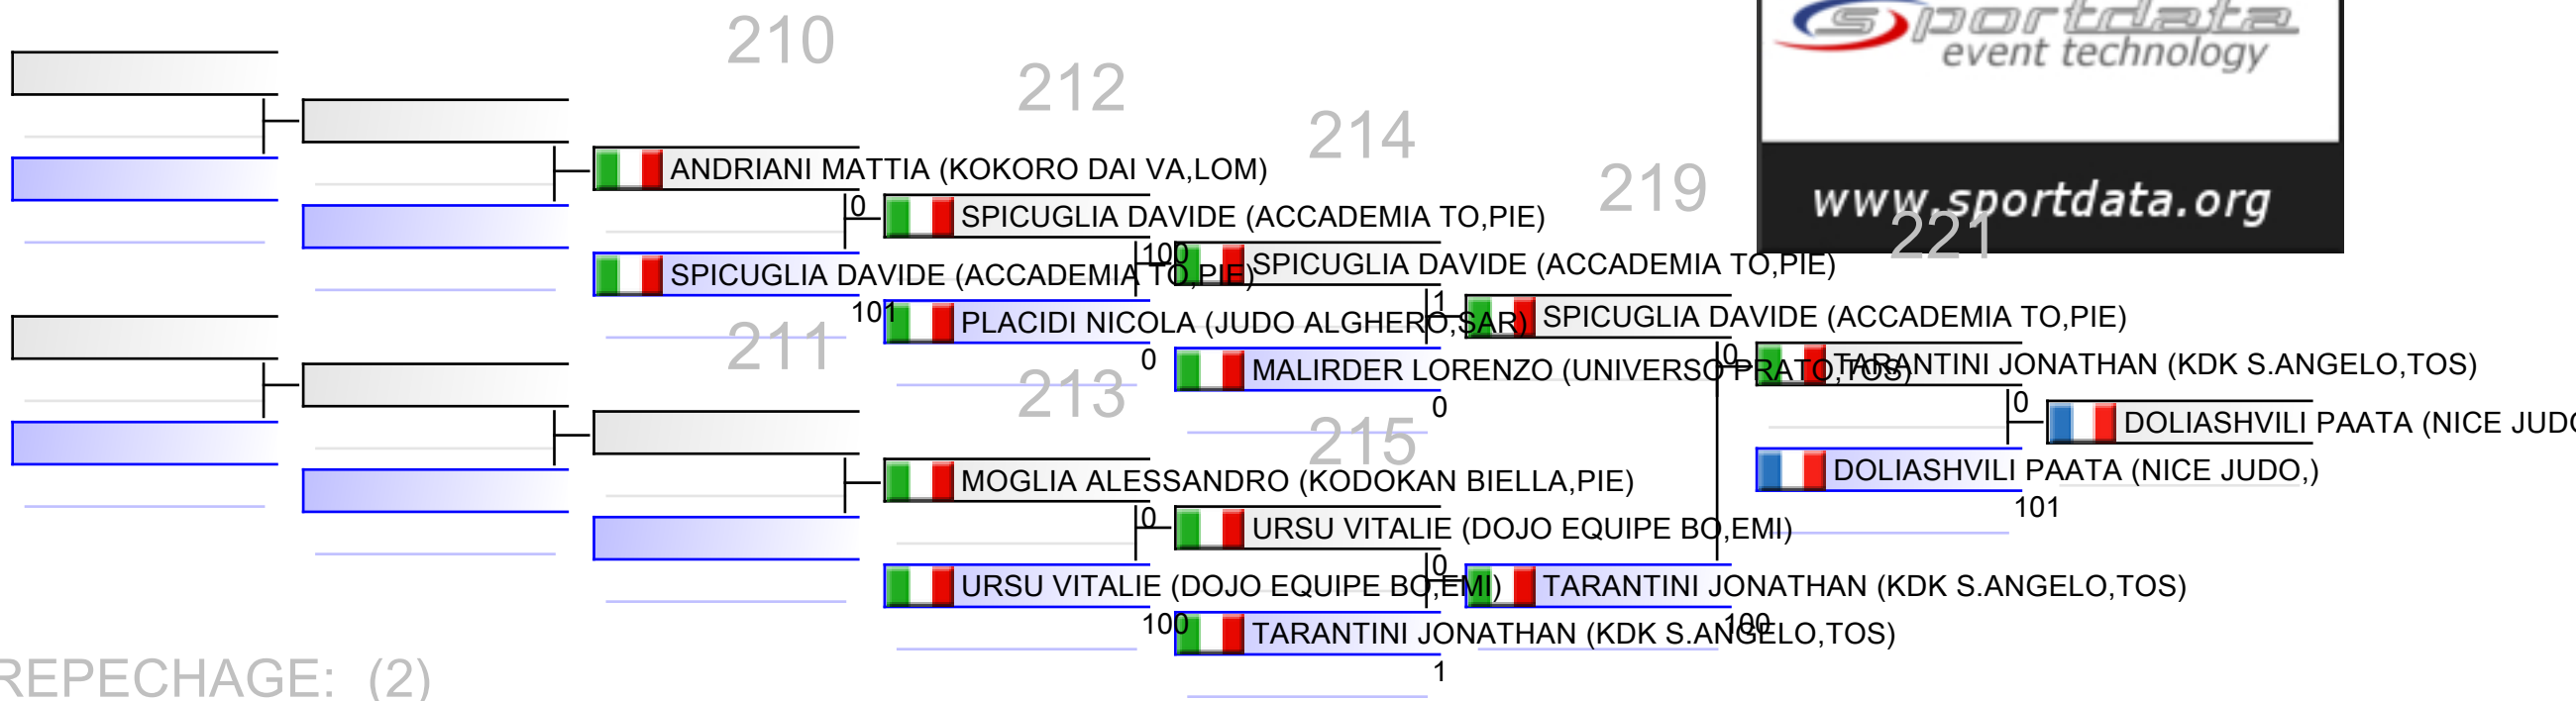 sportdata
event technology
www.sportdata.org
210
212
214
219
221
ANDRIANI MATTIA (KOKORO DAI VA,LOM)
0
SPICUGLIA DAVIDE (ACCADEMIA TO,PIE)
100
SPICUGLIA DAVIDE (ACCADEMIA TO,PIE)
SPICUGLIA DAVIDE (ACCADEMIA TO,PIE)
101
1
SPICUGLIA DAVIDE (ACCADEMIA TO,PIE)
PLACIDI NICOLA (JUDO ALGHERO,SAR)
211
0
0
TARANTINI JONATHAN (KDK S.ANGELO,TOS)
MALIRDER LORENZO (UNIVERSO PRATO,TOS)
213
0
0
DOLIASHVILI PAATA (NICE JUDO
215
DOLIASHVILI PAATA (NICE JUDO,)
101
MOGLIA ALESSANDRO (KODOKAN BIELLA,PIE)
0
URSU VITALIE (DOJO EQUIPE BO,EMI)
0
URSU VITALIE (DOJO EQUIPE BO,EMI)
TARANTINI JONATHAN (KDK S.ANGELO,TOS)
100
100
TARANTINI JONATHAN (KDK S.ANGELO,TOS)
1
REPECHAGE: (2)